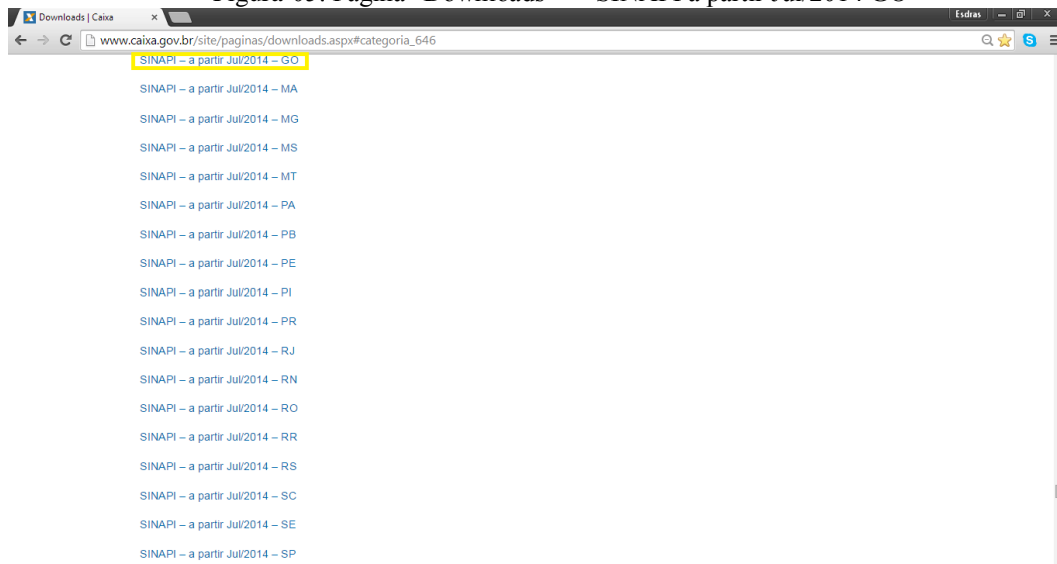 Figura 03: Página "Downloads" – SINAPI a partir Jul/2014 GO
Downloads | Caixa
Esdras
www.caixa.gov.br/site/paginas/downloads.aspx#categoria_646
SINAPI – a partir Jul/2014 – GO
SINAPI – a partir Jul/2014 – MA
SINAPI – a partir Jul/2014 – MG
SINAPI – a partir Jul/2014 – MS
SINAPI – a partir Jul/2014 – MT
SINAPI – a partir Jul/2014 – PA
SINAPI – a partir Jul/2014 – PB
SINAPI – a partir Jul/2014 – PE
SINAPI – a partir Jul/2014 – PI
SINAPI – a partir Jul/2014 – PR
SINAPI – a partir Jul/2014 – RJ
SINAPI – a partir Jul/2014 – RN
SINAPI – a partir Jul/2014 – RO
SINAPI – a partir Jul/2014 – RR
SINAPI – a partir Jul/2014 – RS
SINAPI – a partir Jul/2014 – SC
SINAPI – a partir Jul/2014 – SE
SINAPI – a partir Jul/2014 – SP